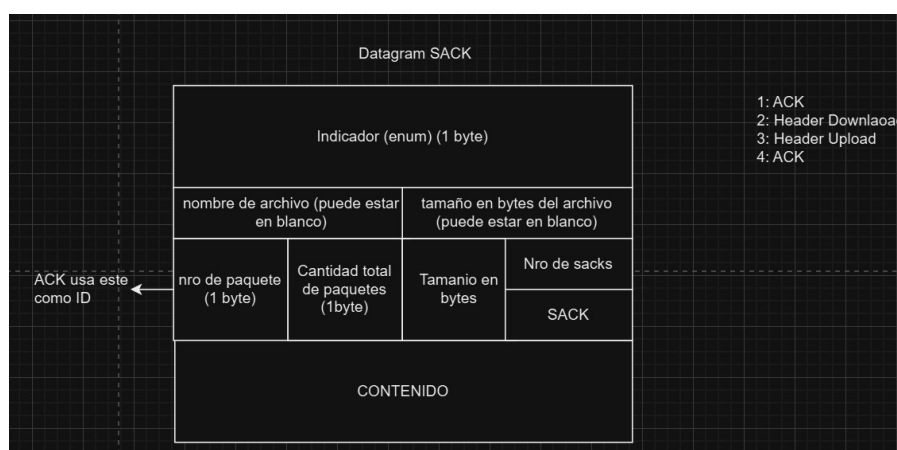 Datagram SACK
Indicador (enum) (1 byte)
1: ACK
2: Header Downlaoa
3: Header Upload
4: ACK
nombre de archivo (puede estar
en blanco)
tamaño en bytes del archivo
(puede estar en blanco)
ACK usa este
como ID
nro de paquete
(1 byte)
Cantidad total
de paquetes
(1byte)
Tamanio en
bytes
Nro de sacks
SACK
CONTENIDO